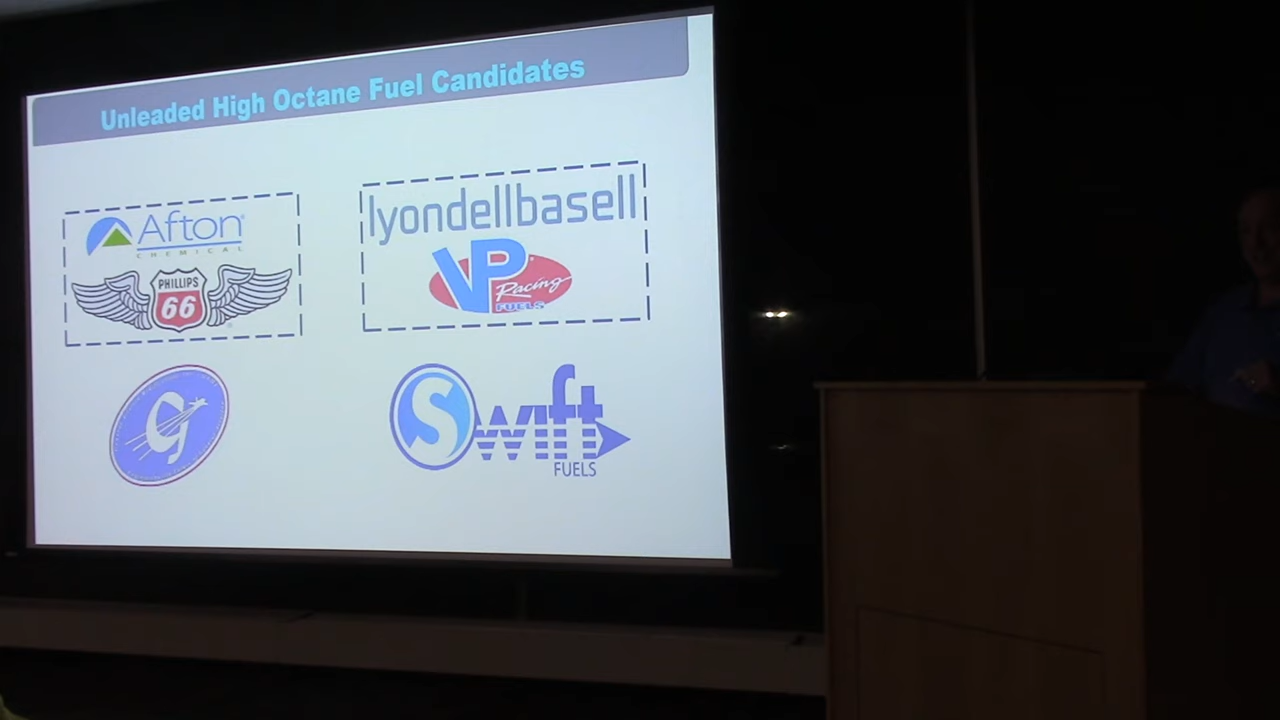 Unleaded High Octane Fuel Candidates
Afton
CHEMICAL
PHILLIPS
66
lyondellbasell
VP
Racing
FUELS
G
Swift
FUELS